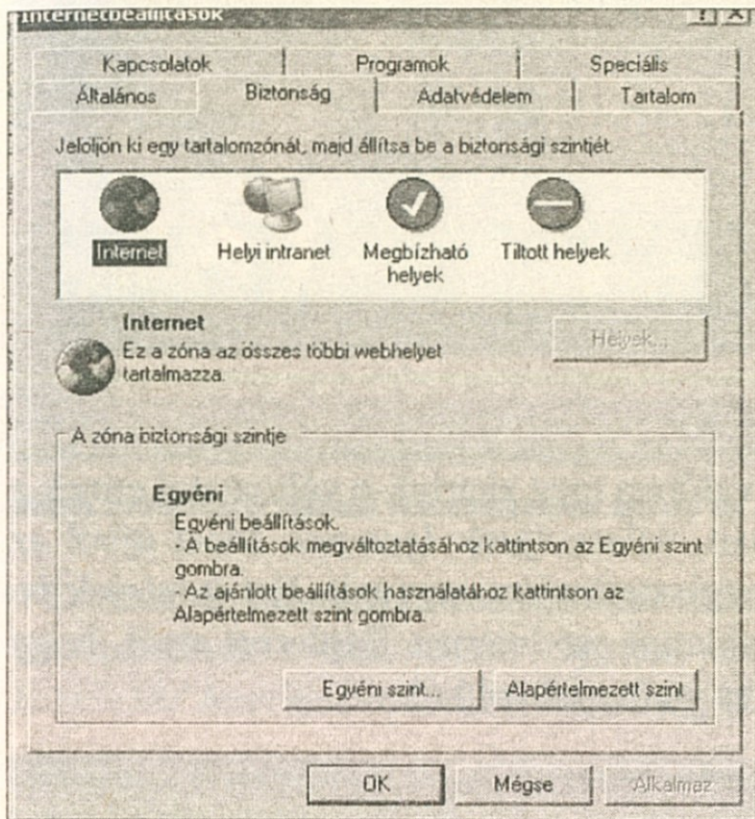 Internetbeállítások
? X
Kapcsolatok Programok Speciális
Általános Biztonság Adatvédelem Tartalom
Jelöljön ki egy tartalomzónát, majd állítsa be a biztonsági szintjét.
Internet Helyi intranet Megbízható Tiltott helyek
helyek
Internet
Ez a zóna az összes többi webhelyet
tartalmazza.
Helyek...
A zóna biztonsági szintje
Egyéni
Egyéni beállítások.
- A beállítások megváltoztatásához kattintson az Egyéni szint
gombra.
- Az ajánlott beállítások használatához kattintson az
Alapértelmezett szint gombra.
Egyéni szint... Alapértelmezett szint
OK Mégse Alkalmaz